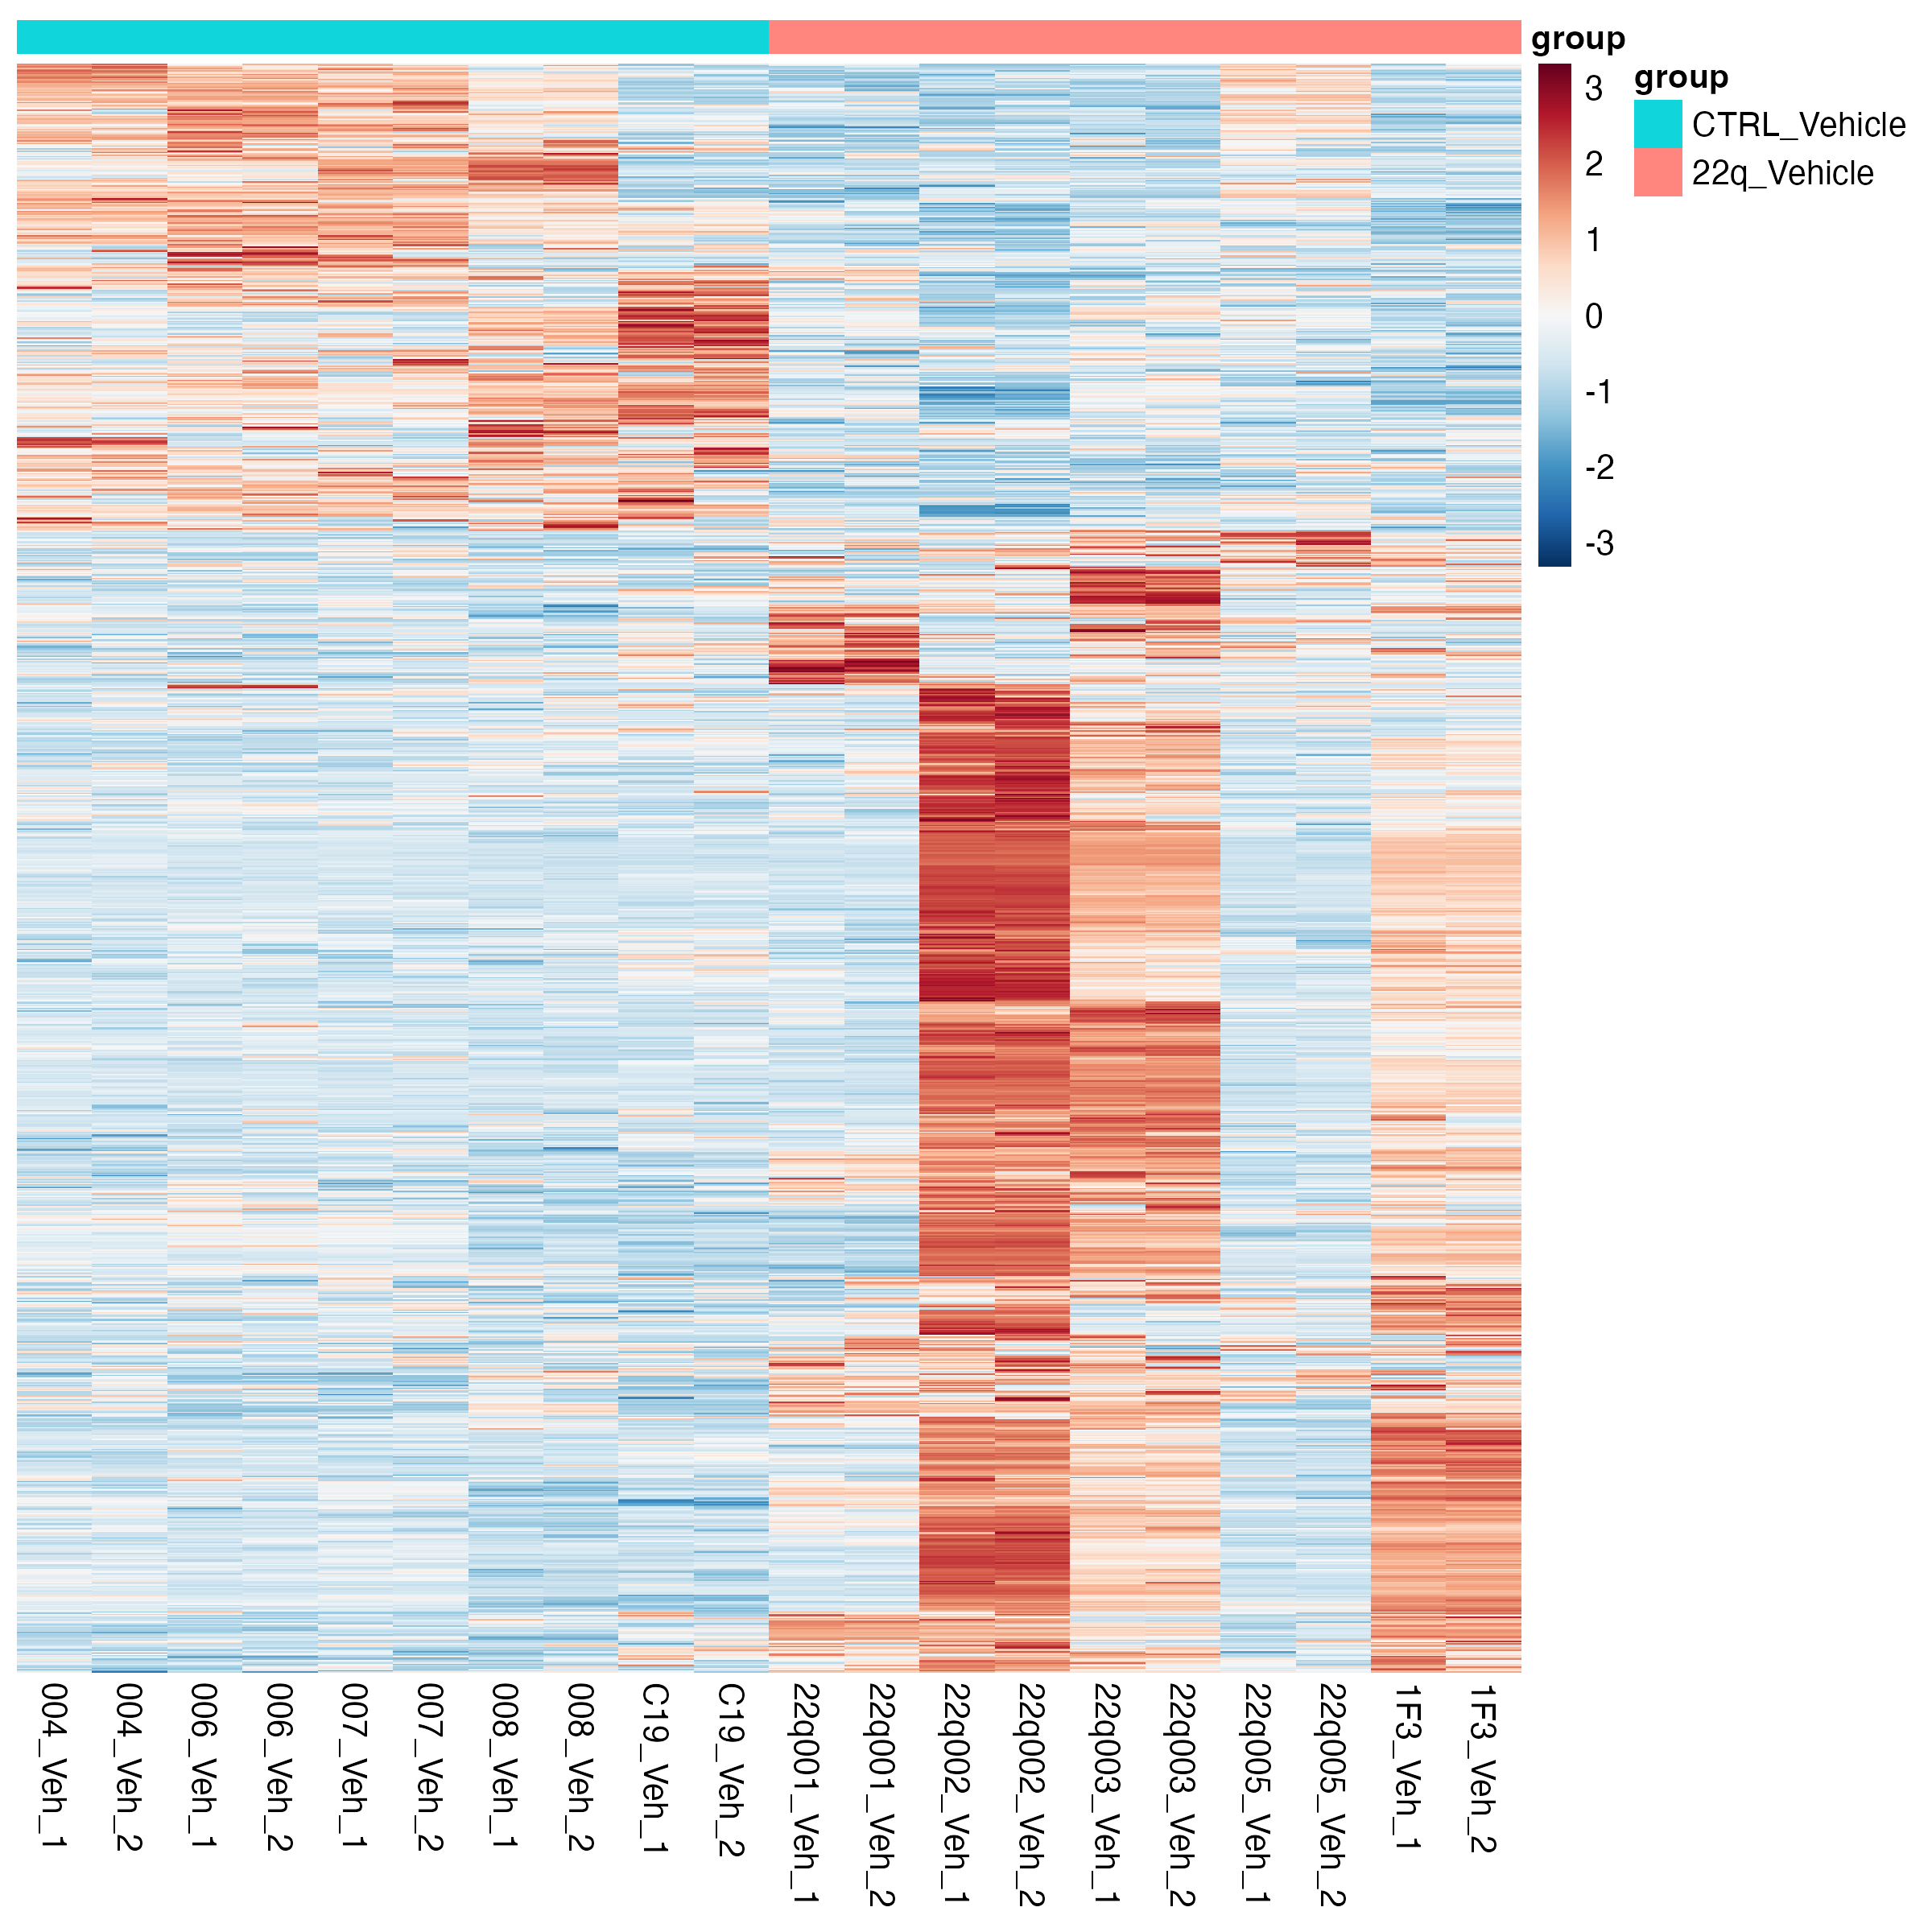 group
3
2
1
0
-1
-2
-3
group
CTRL_Vehicle
22q_Vehicle
004_Veh_1
004_Veh_2
006_Veh_1
006_Veh_2
007_Veh_1
007_Veh_2
008_Veh_1
008_Veh_2
C19_Veh_1
C19_Veh_2
22q001_Veh_1
22q001_Veh_2
22q002_Veh_1
22q002_Veh_2
22q003_Veh_1
22q003_Veh_2
22q005_Veh_1
22q005_Veh_2
1F3_Veh_1
1F3_Veh_2